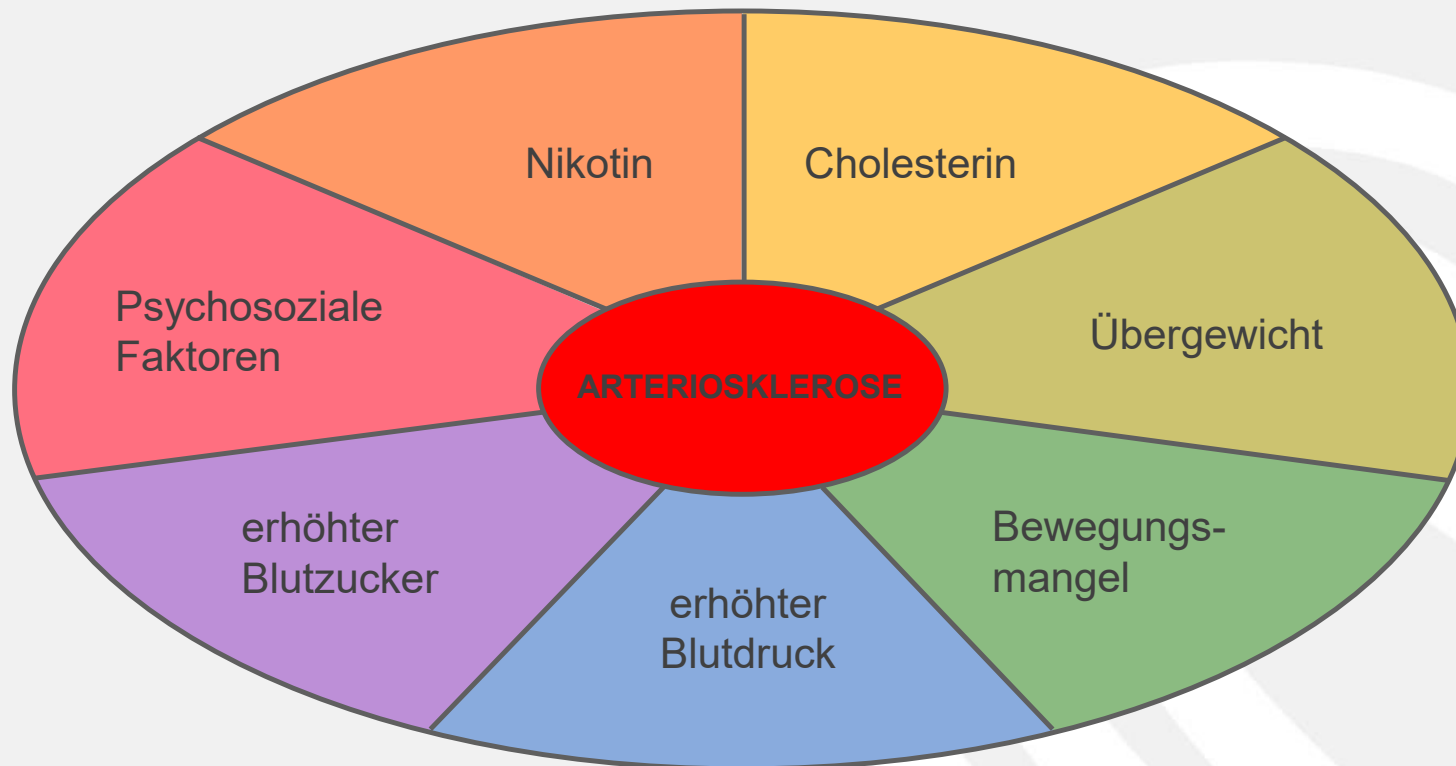 Nikotin
Cholesterin
Psychosoziale
Faktoren
Übergewicht
ARTERIOSKLEROSE
erhöhter
Blutzucker
Bewegungs-
mangel
erhöhter
Blutdruck